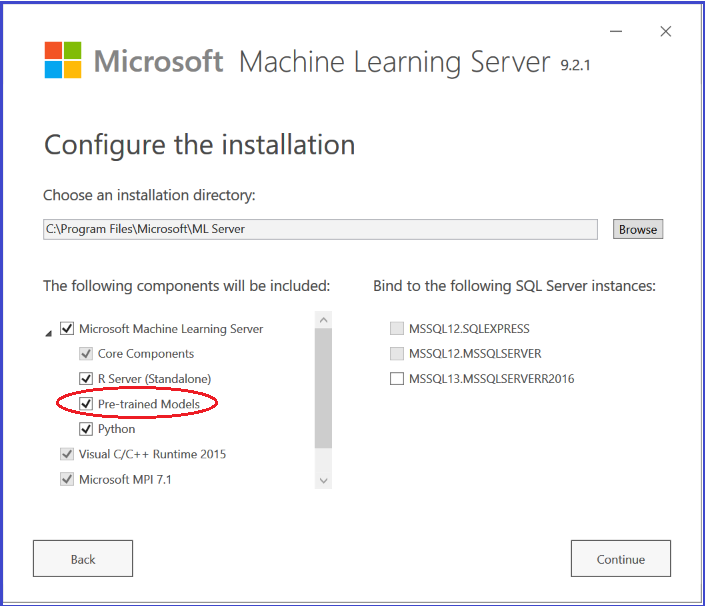 Microsoft Machine Learning Server 9.2.1
Configure the installation
Choose an installation directory:
C:\Program Files\Microsoft\ML Server
Browse
The following components will be included:
Microsoft Machine Learning Server
Core Components
R Server (Standalone)
Pre-trained Models
Python
Visual C/C++ Runtime 2015
Microsoft MPI 7.1
Bind to the following SQL Server instances:
MSSQL12.SQLEXPRESS
MSSQL12.MSSQLSERVER
MSSQL13.MSSQLSERVERR2016
Back
Continue